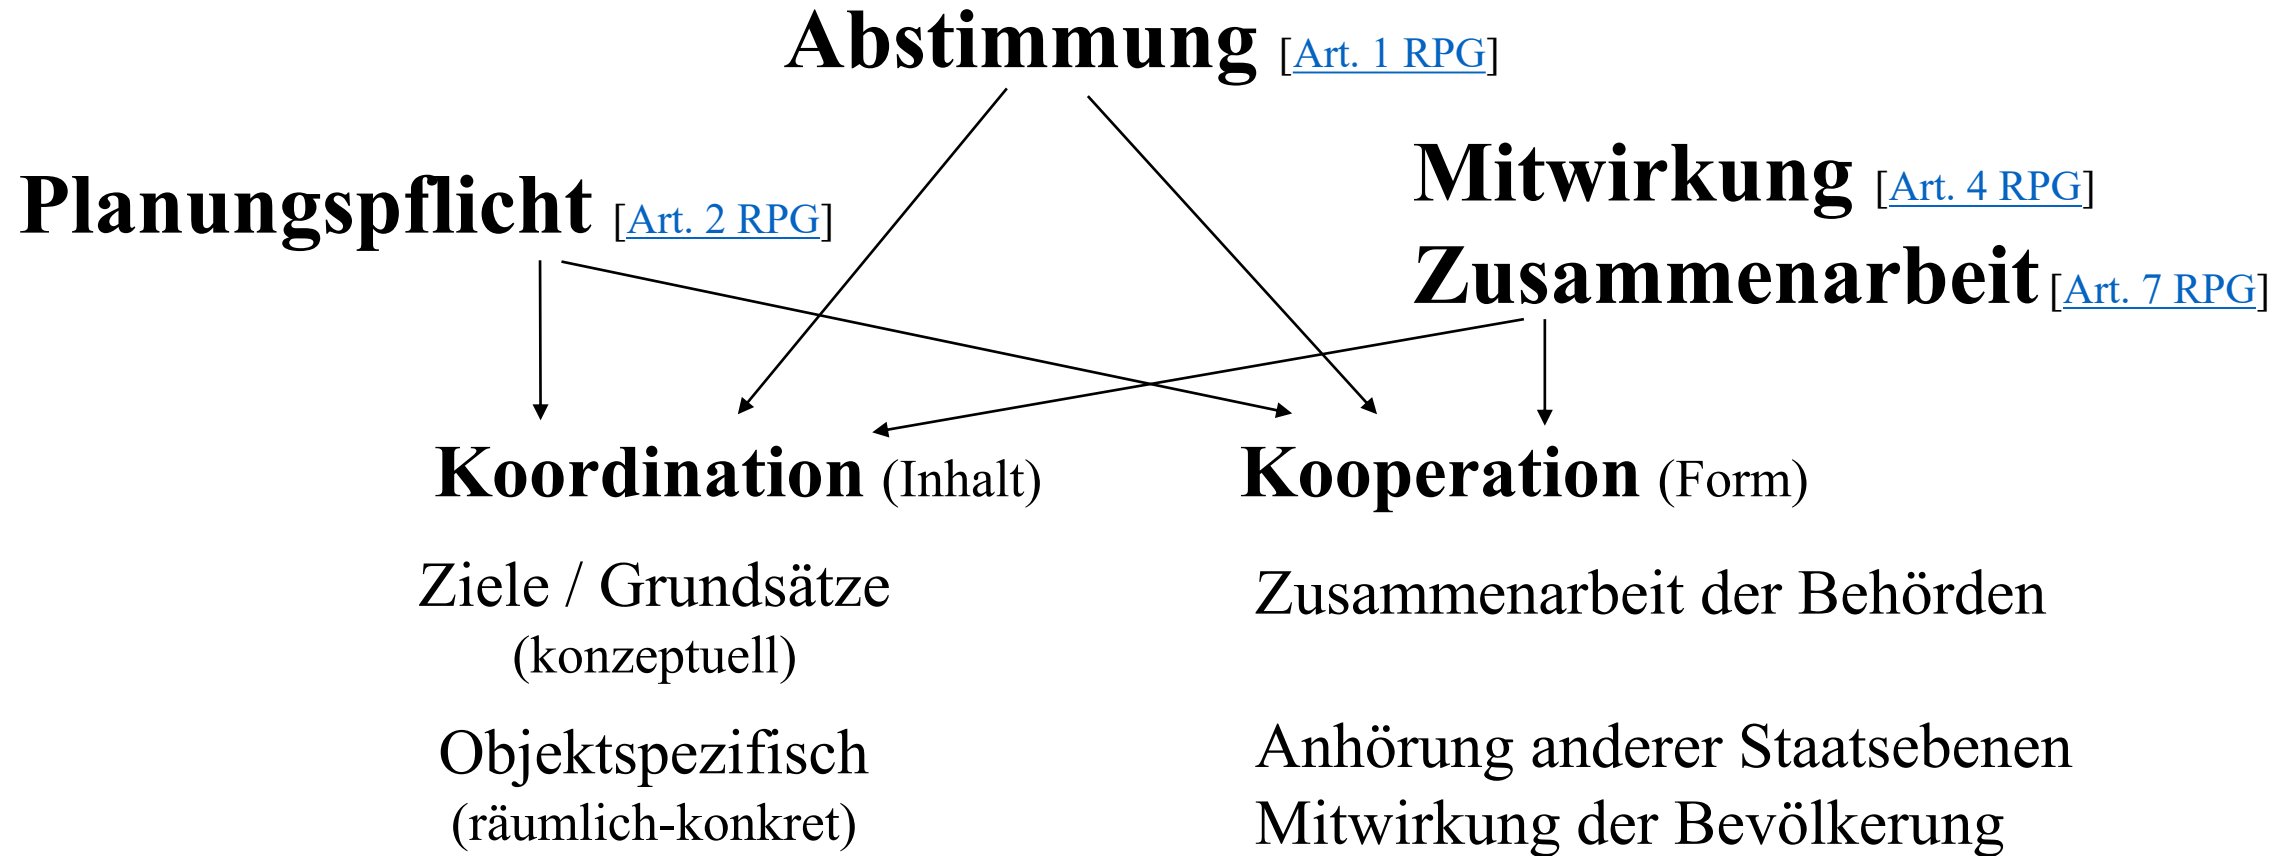 Abstimmung [Art. 1 RPG]
Planungspflicht [Art. 2 RPG]
Mitwirkung [Art. 4 RPG]
Zusammenarbeit [Art. 7 RPG]
Koordination (Inhalt)
Ziele / Grundsätze
(konzeptuell)
Objektspezifisch
(räumlich-konkret)
Kooperation (Form)
Zusammenarbeit der Behörden
Anhörung anderer Staatsebenen
Mitwirkung der Bevölkerung